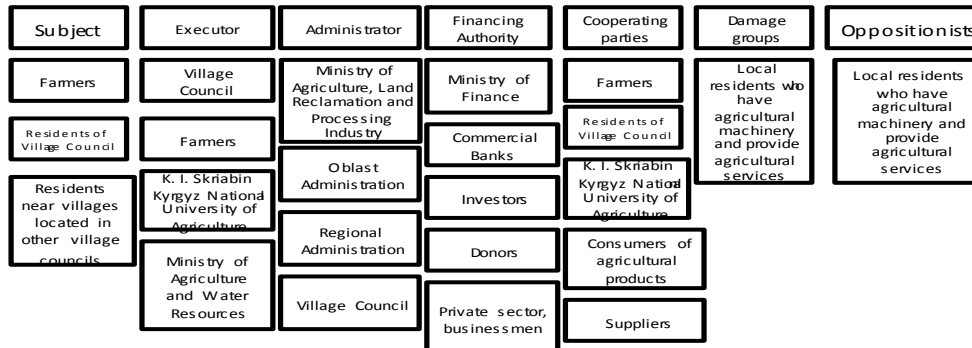 Subject
Executor
Administrator
Financing
Authority
Cooperating
parties
Damage
groups
Oppositionists
Farmers
Residents of
Village Council
Residents
near villages
located in
other village
councils
Village
Council
Farmers
K. I. Skriabin
Kyrgyz National
University of
Agriculture
Ministry of
Agriculture
and Water
Resources
Ministry of
Agriculture, Land
Reclamation and
Processing
Industry
Oblast
Administration
Regional
Administration
Village Council
Ministry of
Finance
Commercial
Banks
Investors
Donors
Private sector,
businessmen
Farmers
Residents of
Village Council
K. I. Skriabin
Kyrgyz National
University of
Agriculture
Consumers of
agricultural
products
Suppliers
Local
residents who
have
agricultural
machinery
and provide
agricultural
services
Local residents
who have
agricultural
machinery and
provide
agricultural
services